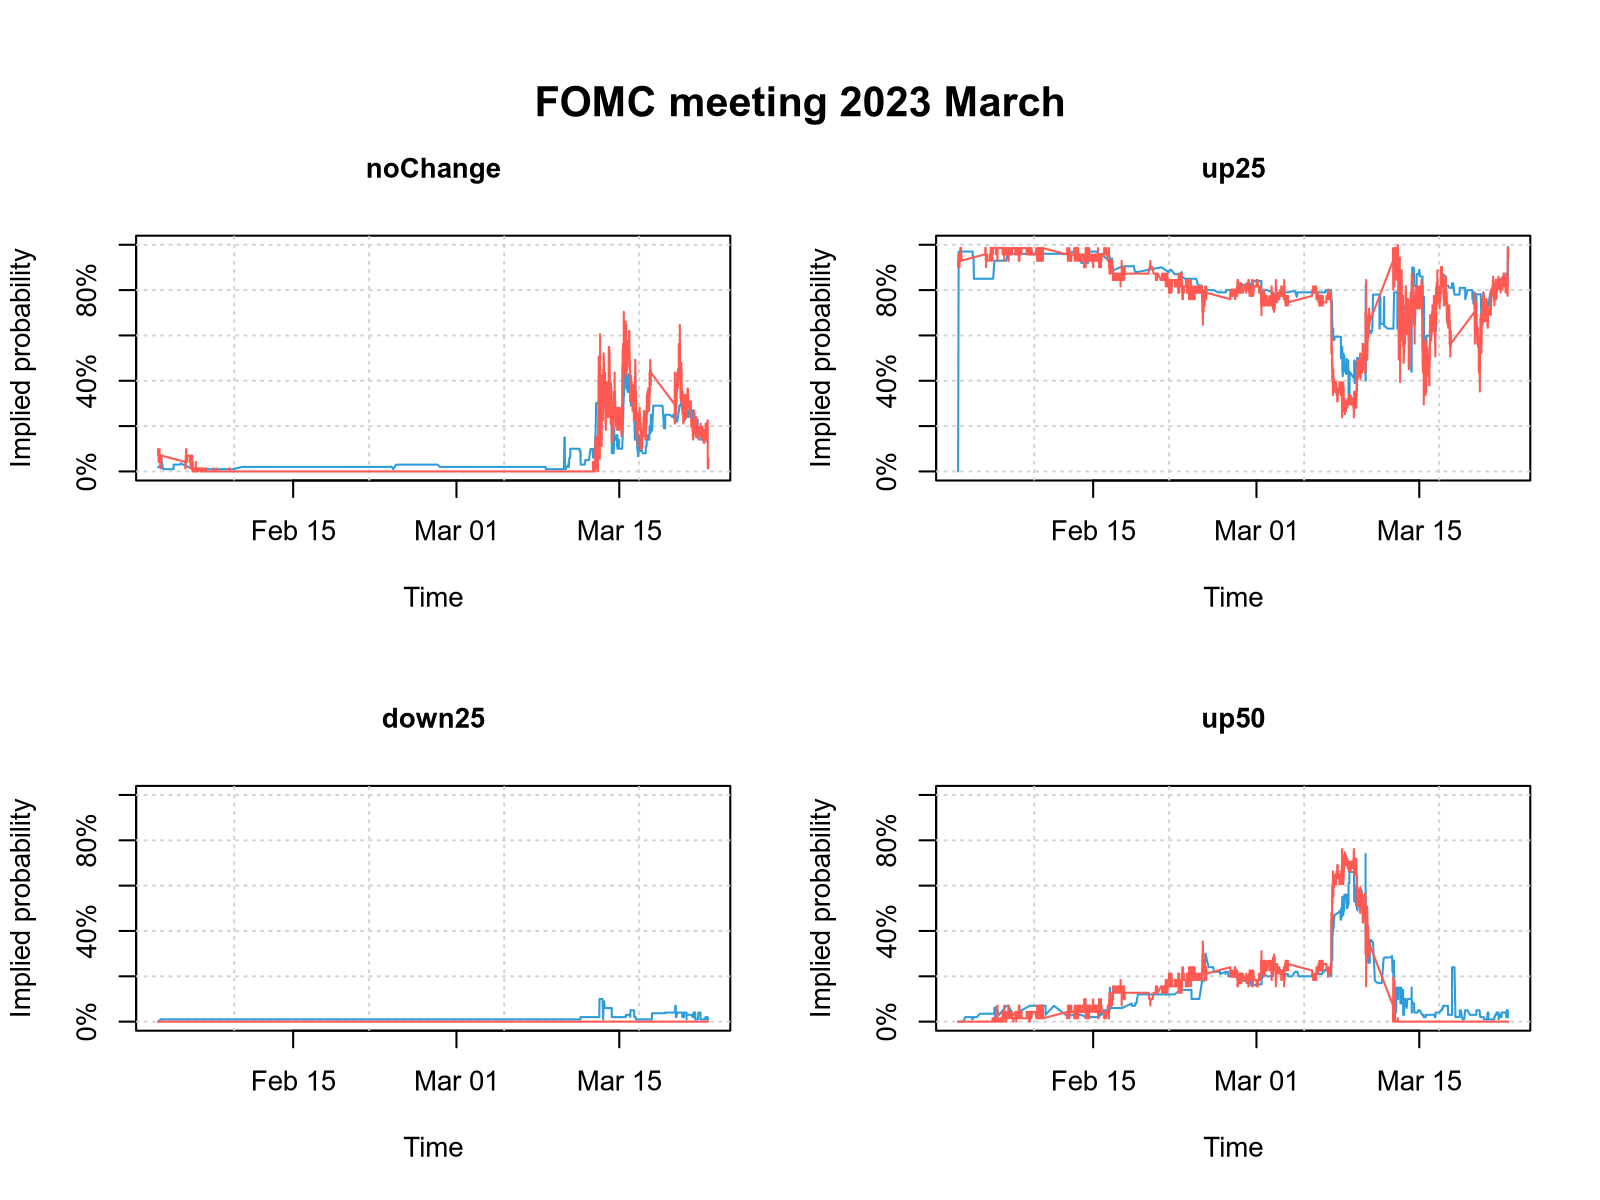 FOMC meeting 2023 March
noChange
Implied probability
0% 40% 80%
Feb 15 Mar 01 Mar 15
Time
up25
Implied probability
0% 40% 80%
Feb 15 Mar 01 Mar 15
Time
down25
Implied probability
0% 40% 80%
Feb 15 Mar 01 Mar 15
Time
up50
Implied probability
0% 40% 80%
Feb 15 Mar 01 Mar 15
Time